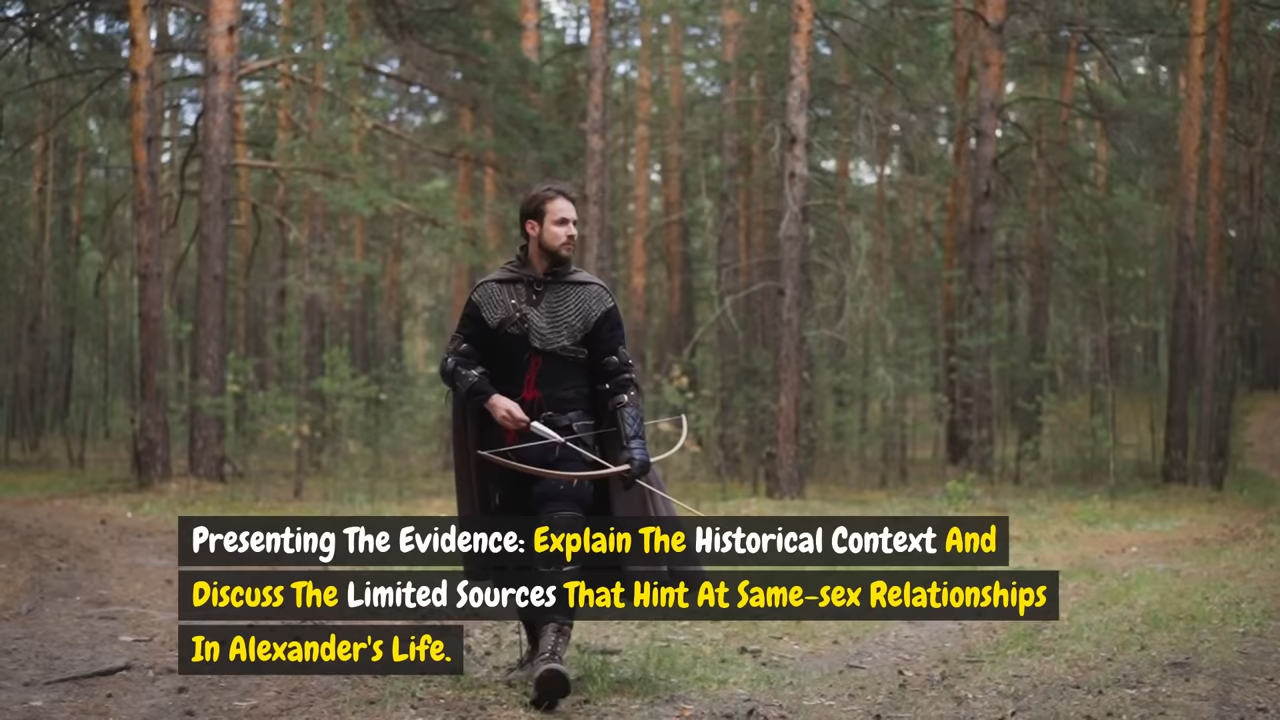 Presenting The Evidence: Explain The Historical Context And
Discuss The Limited Sources That Hint At Same-sex Relationships
In Alexander's Life.